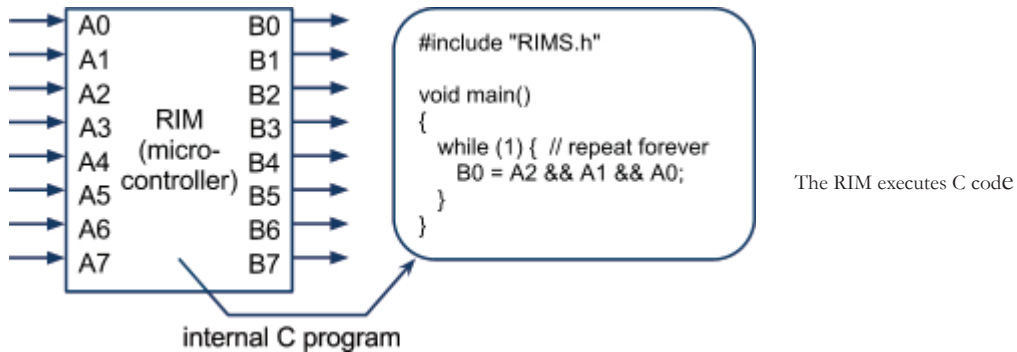 A0 B0
A1 B1
A2 B2
A3 B3
A4 B4
A5 B5
A6 B6
A7 B7
RIM
(micro-
controller)
#include "RIMS.h"
void main()
{
while (1) { // repeat forever
B0 = A2 && A1 && A0;
}
}
The RIM executes C code
internal C program